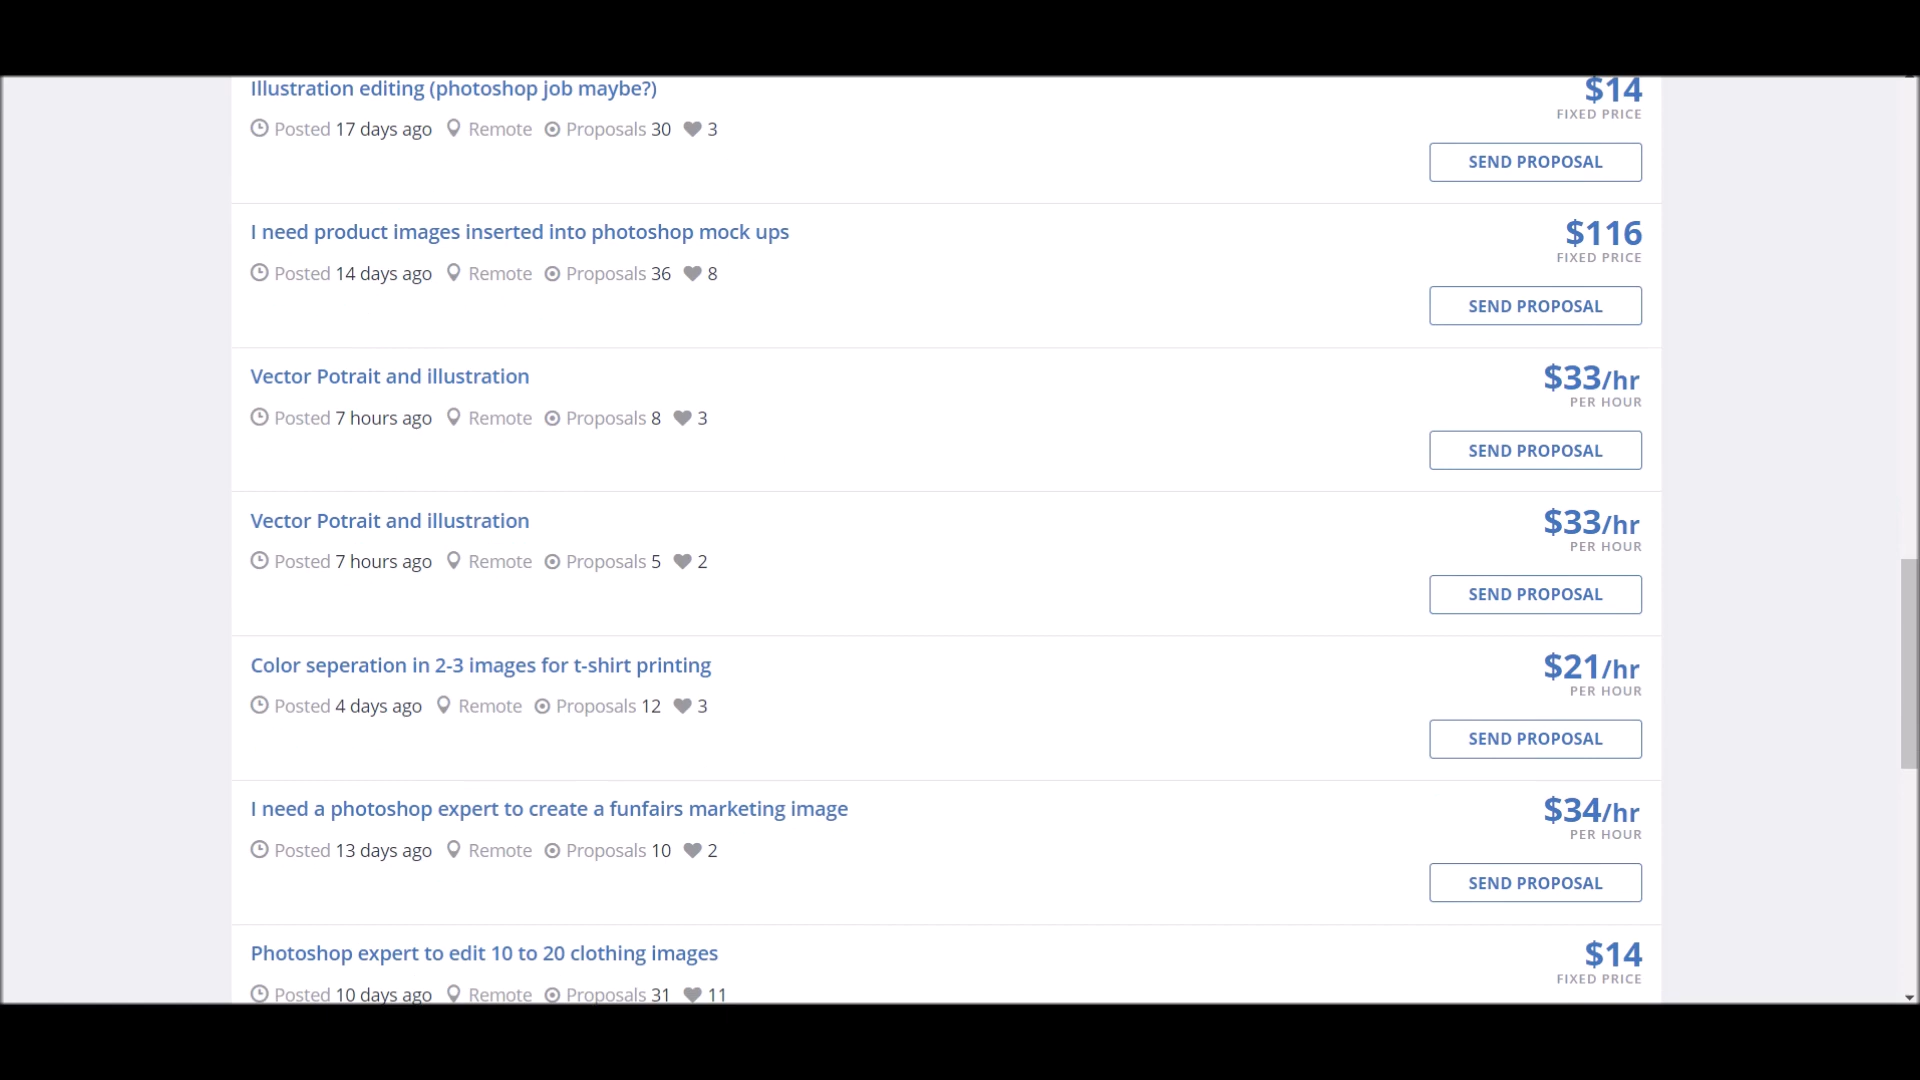 Illustration editing (photoshop job maybe?)
$14
FIXED PRICE
Posted 17 days ago Remote Proposals 30 3
SEND PROPOSAL
I need product images inserted into photoshop mock ups
$116
FIXED PRICE
Posted 14 days ago Remote Proposals 36 8
SEND PROPOSAL
Vector Potrait and illustration
$33/hr
PER HOUR
Posted 7 hours ago Remote Proposals 8 3
SEND PROPOSAL
Vector Potrait and illustration
$33/hr
PER HOUR
Posted 7 hours ago Remote Proposals 5 2
SEND PROPOSAL
Color seperation in 2-3 images for t-shirt printing
$21/hr
PER HOUR
Posted 4 days ago Remote Proposals 12 3
SEND PROPOSAL
I need a photoshop expert to create a funfairs marketing image
$34/hr
PER HOUR
Posted 13 days ago Remote Proposals 10 2
SEND PROPOSAL
Photoshop expert to edit 10 to 20 clothing images
$14
FIXED PRICE
Posted 10 days ago Remote Proposals 31 11